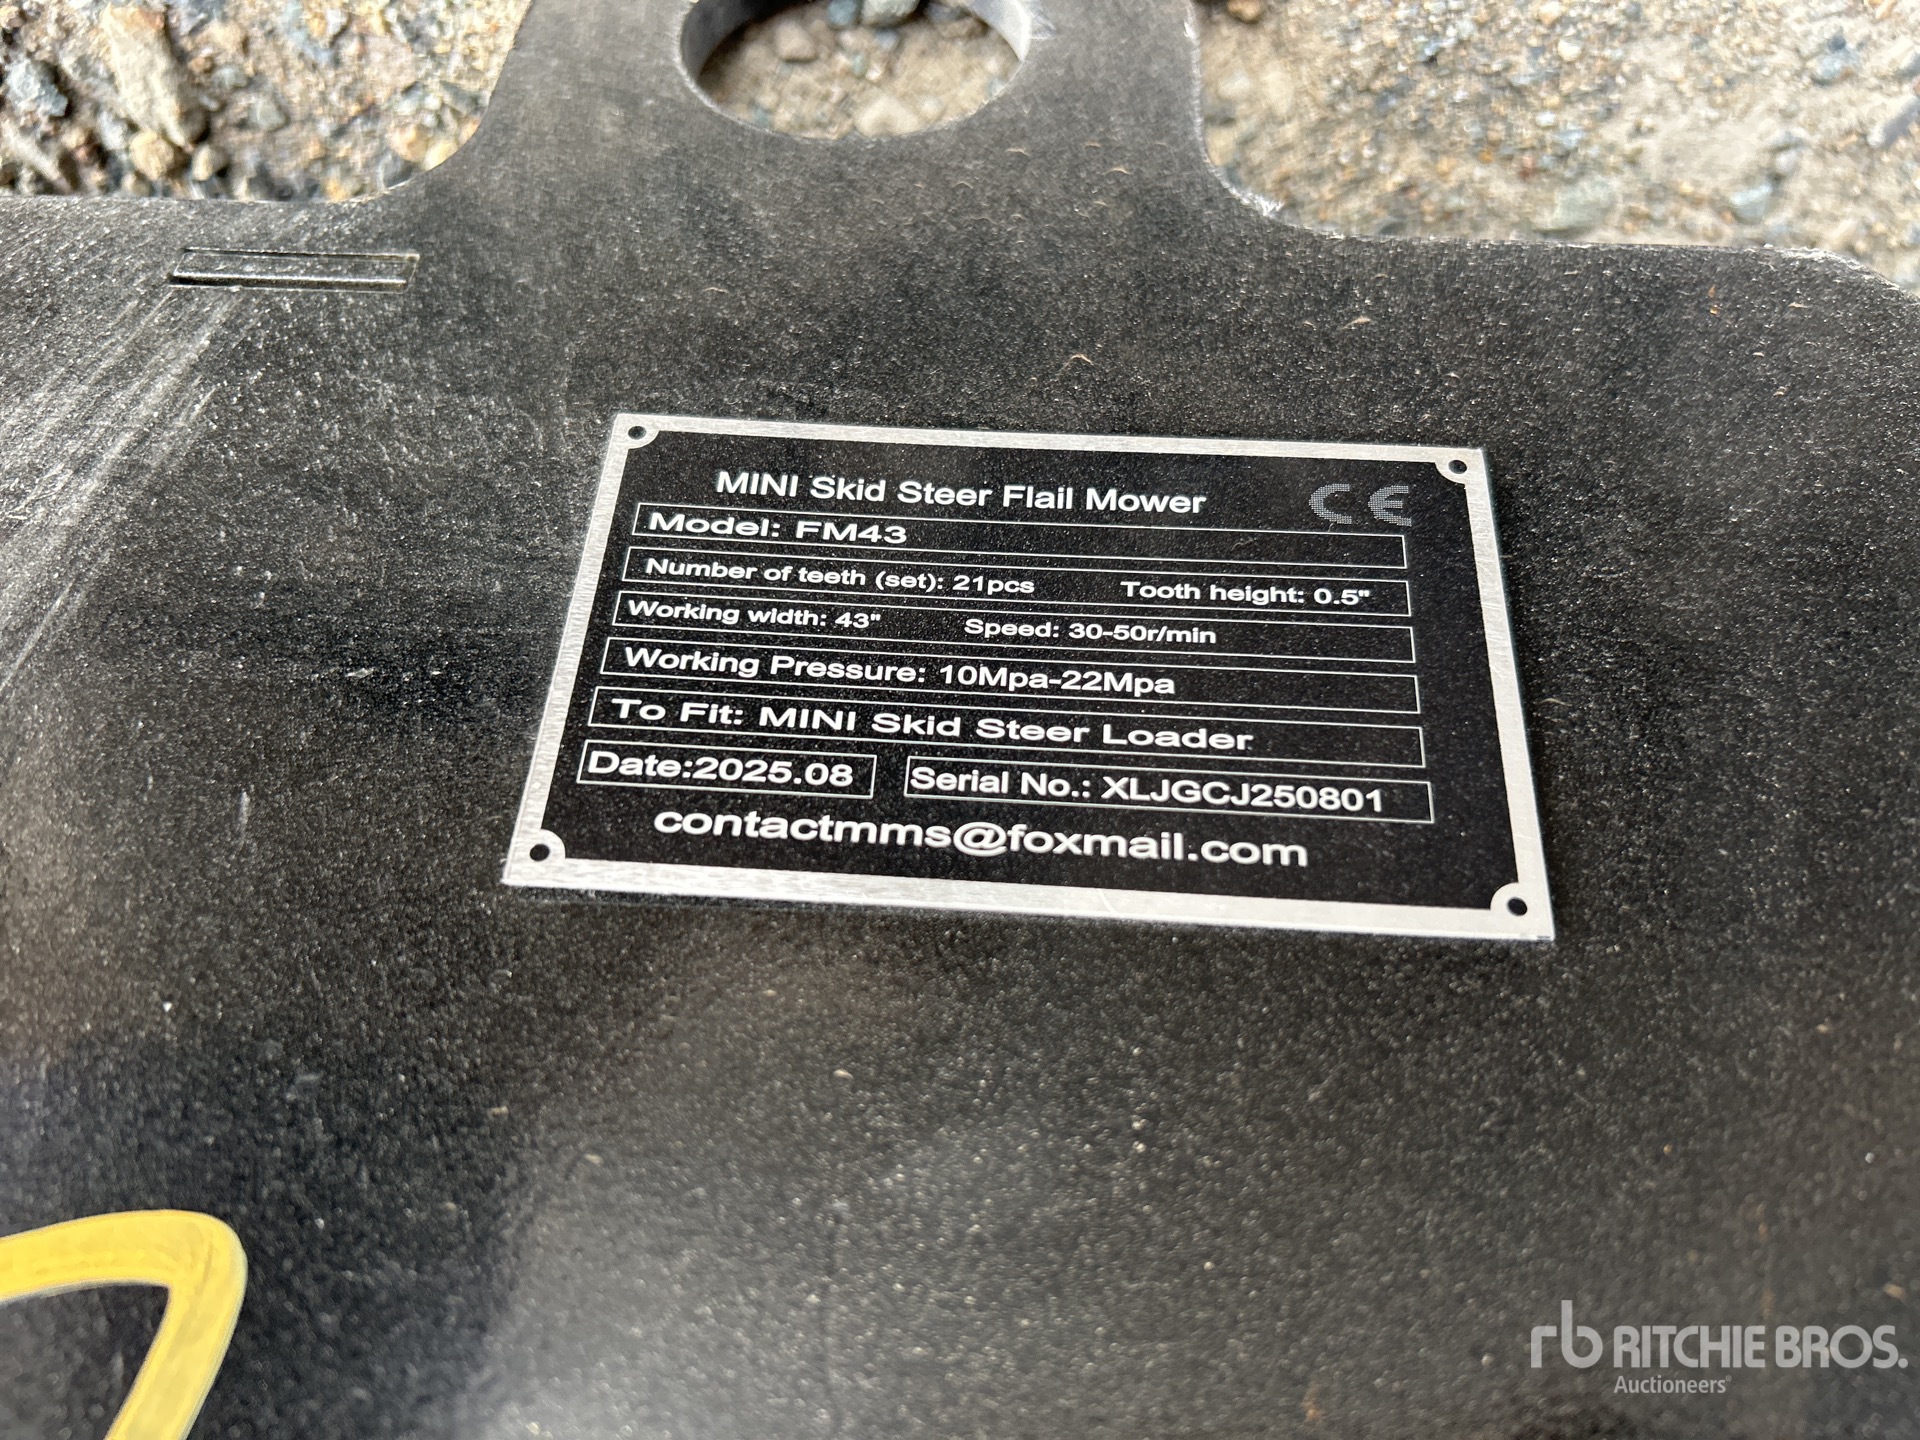 MINI Skid Steer Flail Mower CE
Model: FM43
Number of teeth (set): 21pcs Tooth height: 0.5"
Working width: 43" Speed: 30-50r/min
Working Pressure: 10Mpa-22Mpa
To Fit: MINI Skid Steer Loader
Date:2025.08 Serial No.: XLJGCJ250801
contactmms@foxmail.com
rb RITCHIE BROS.
Auctioneers